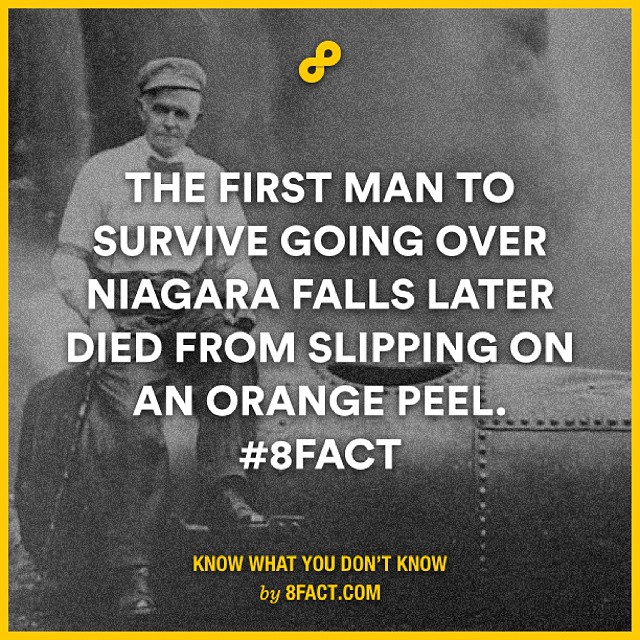 THE FIRST MAN TO
SURVIVE GOING OVER
NIAGARA FALLS LATER
DIED FROM SLIPPING ON
AN ORANGE PEEL.
#8FACT
KNOW WHAT YOU DON'T KNOW
by 8FACT.COM